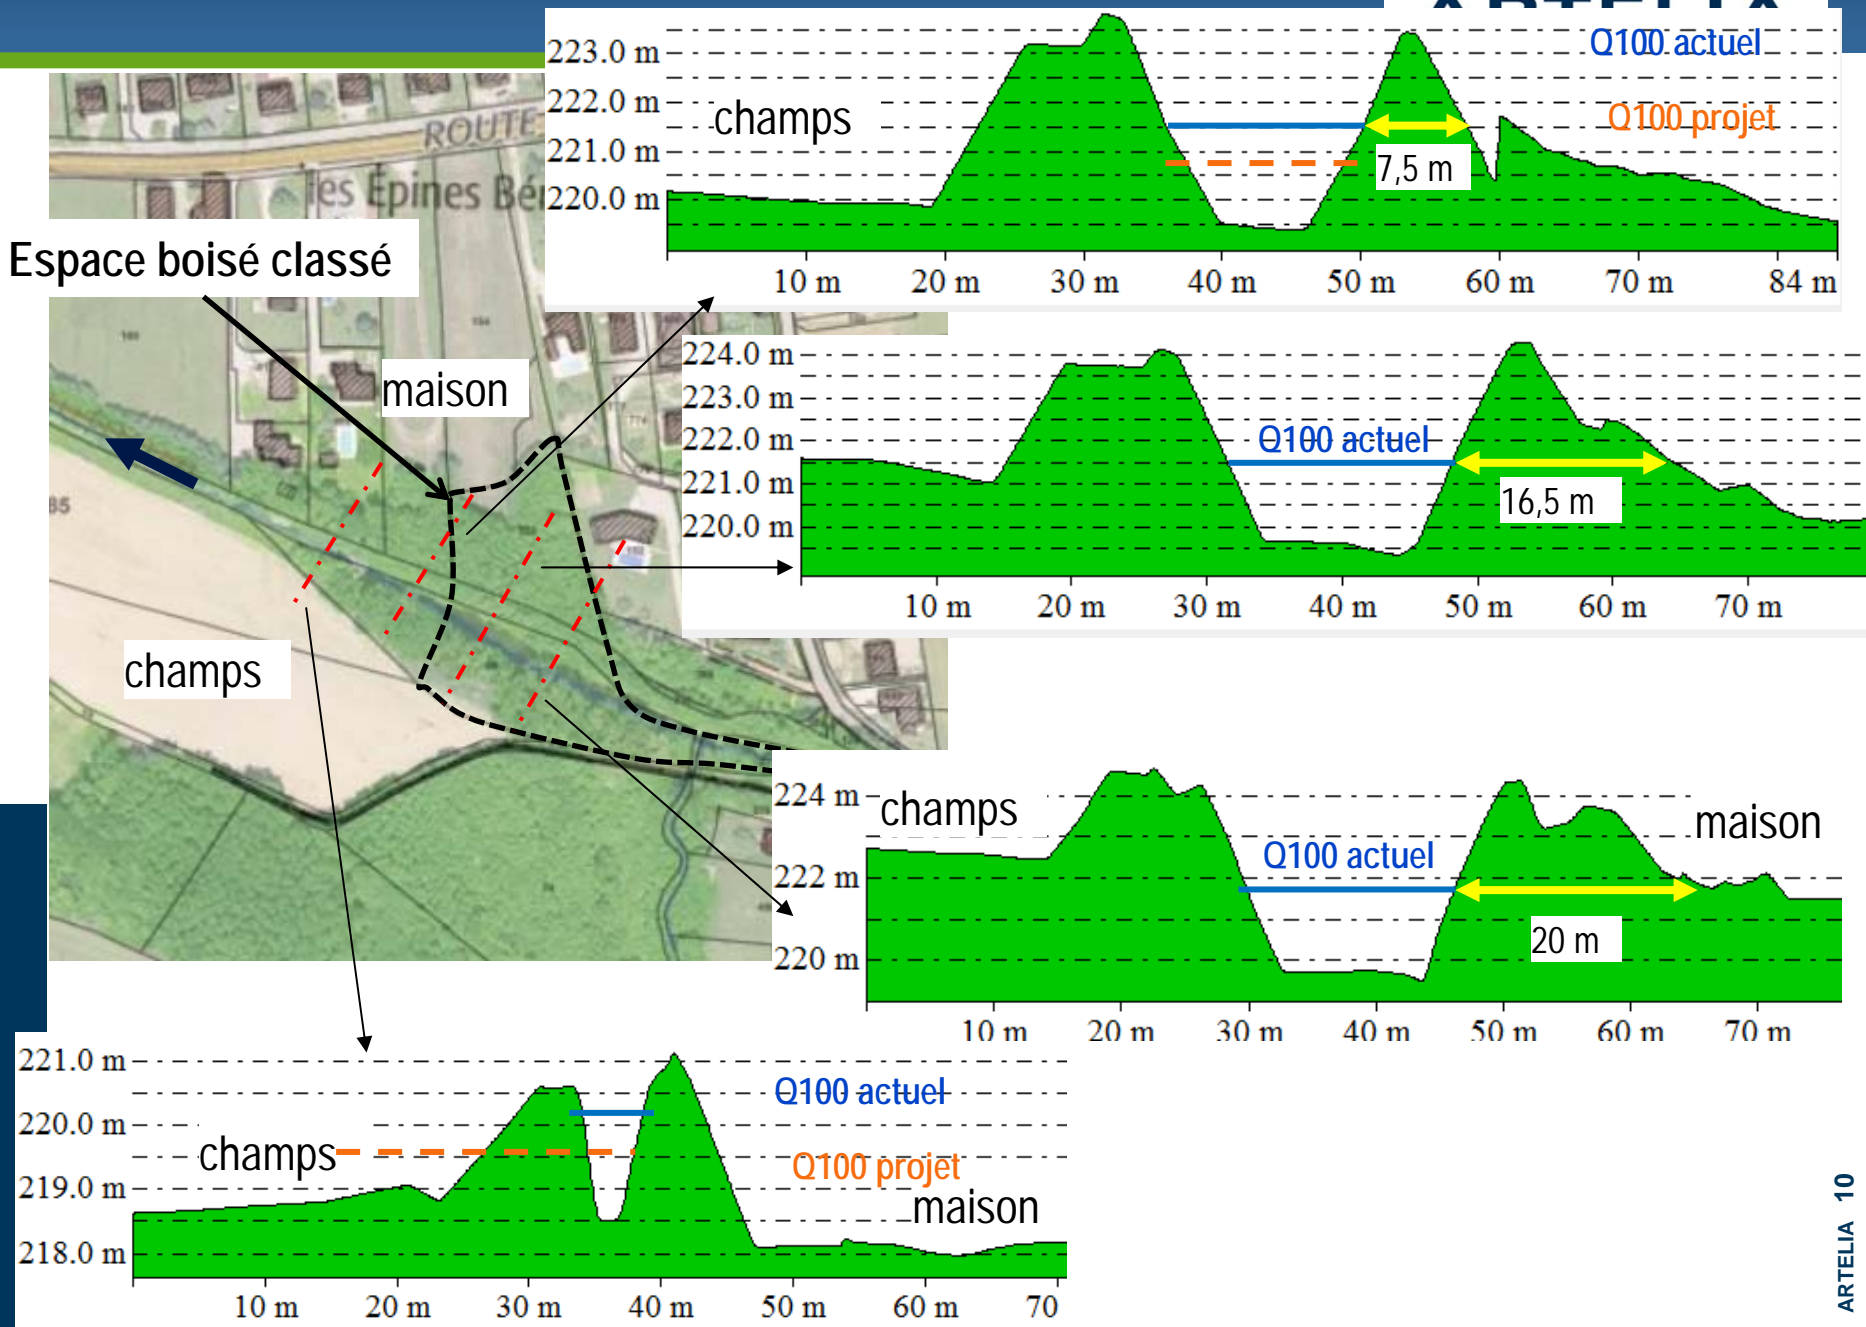 ARTELIA
223.0 m
222.0 m
221.0 m
220.0 m
champs
Q100 actuel
Q100 projet
7,5 m
10 m 20 m 30 m 40 m 50 m 60 m 70 m 84 m
ROUTE
les Épines Bé
Espace boisé classé
maison
champs
85
224.0 m
223.0 m
222.0 m
221.0 m
220.0 m
Q100 actuel
16,5 m
10 m 20 m 30 m 40 m 50 m 60 m 70 m
224 m
222 m
220 m
champs
Q100 actuel
maison
20 m
10 m 20 m 30 m 40 m 50 m 60 m 70 m
221.0 m
220.0 m
219.0 m
218.0 m
champs
Q100 actuel
Q100 projet
maison
10 m 20 m 30 m 40 m 50 m 60 m 70
ARTELIA 10